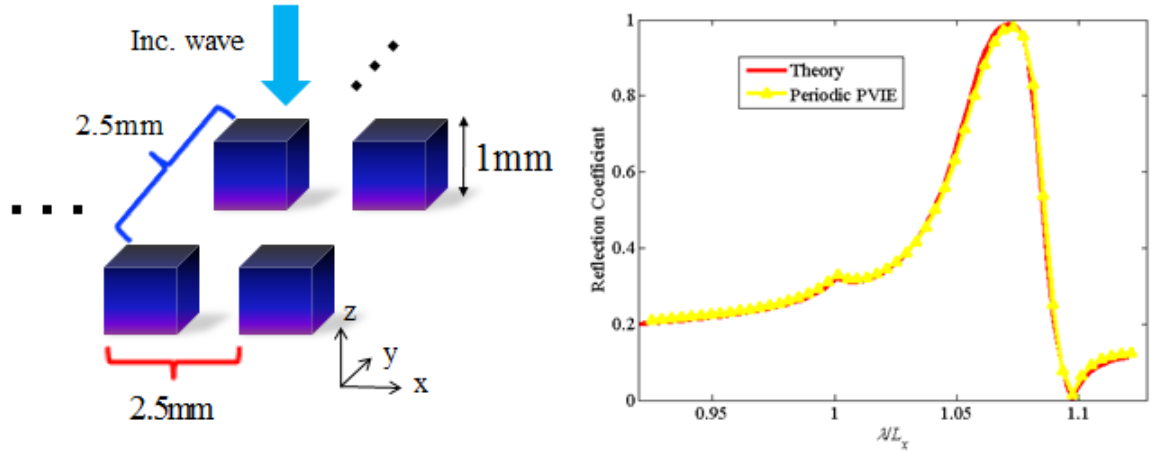 Inc. wave
2.5mm
1mm
2.5mm
z
y
x
Reflection Coefficient
1
0.8
0.6
0.4
0.2
0
Theory
Periodic PVIE
0.95
1
1.05
1.1
λ/Lx